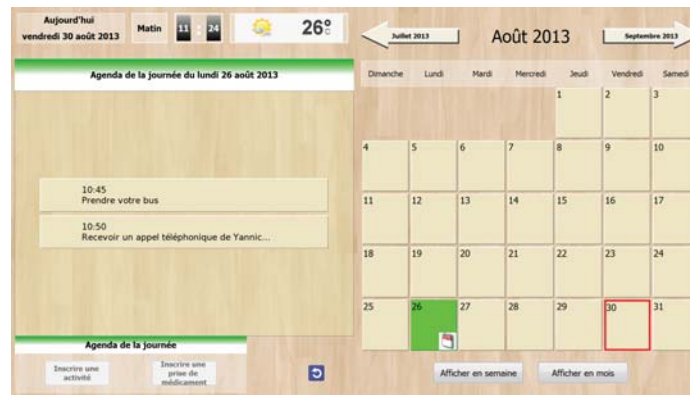 Aujourd'hui
vendredi 30 août 2013
Matin
11 : 24
26°
Agenda de la journée du lundi 26 août 2013
10:45
Prendre votre bus
10:50
Recevoir un appel téléphonique de Yannic...
Agenda de la journée
Inscrire une
activité
Inscrire une
prise de
médicament
Juillet 2013
Août 2013
Septembre 2013
Dimanche Lundi Mardi Mercredi Jeudi Vendredi Samedi
1 2 3
4 5 6 7 8 9 10
11 12 13 14 15 16 17
18 19 20 21 22 23 24
25 26 27 28 29 30 31
Afficher en semaine
Afficher en mois